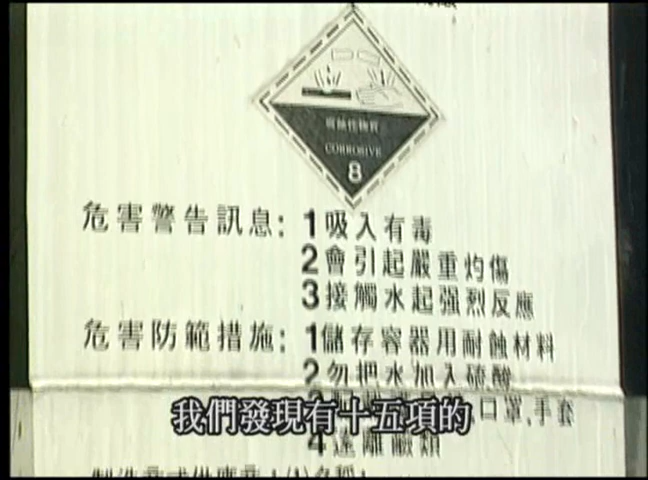 腐蝕性物質
CORROSIVE
8
危害警告訊息：1吸入有毒
2會引起嚴重灼傷
3接觸水起强烈反應
危害防範措施：1儲存容器用耐蝕材料
2勿把水加入硫酸
口罩,手套
我們發現有十五項的
4遠離鹼類